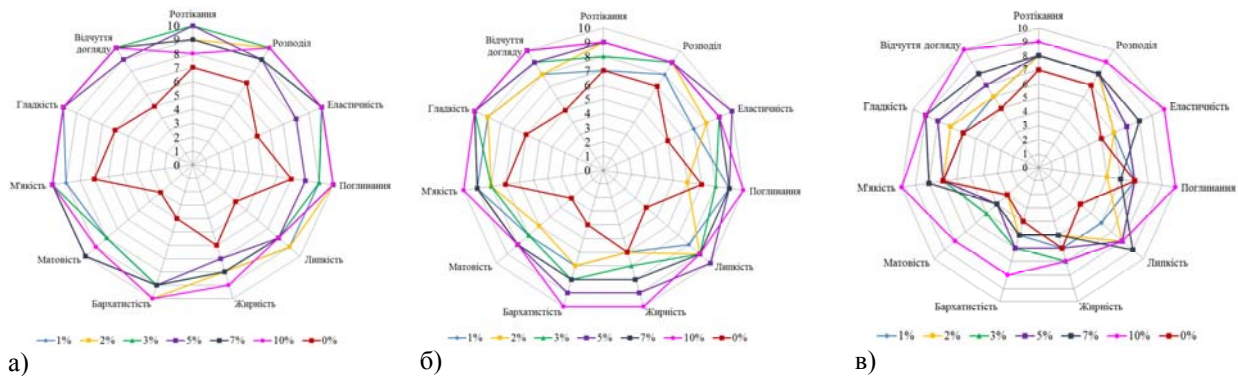 Розтікання
Розподіл
Еластичність
Поглинання
Липкість
Жирність
Бархатистість
Матовість
М'якість
Гладкість
Відчуття
догляду
10
9
8
7
6
5
4
3
2
1
0
1% 2% 3% 5% 7% 10% 0%
а)
Розтікання
Розподіл
Еластичність
Поглинання
Липкість
Жирність
Бархатистість
Матовість
М'якість
Гладкість
Відчуття
догляду
10
9
8
7
6
5
4
3
2
1
0
1% 2% 3% 5% 7% 10% 0%
б)
Розтікання
Розподіл
Еластичність
Поглинання
Липкість
Жирність
Бархатистість
Матовість
М'якість
Гладкість
Відчуття догляду
10
9
8
7
6
5
4
3
2
1
0
1% 2% 3% 5% 7% 10% 0%
в)